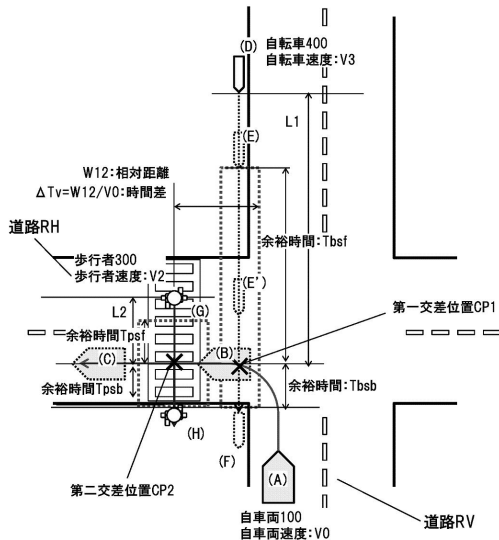 (D)
自転車400
自転車速度:V3
L1
(E)
W12:相対距離
ΔTv=W12/V0:時間差
道路RH
余裕時間:Tbsf
歩行者300
歩行者速度:V2
(E')
L2
(G)
第一交差位置CP1
余裕時間Tpsf
(C)
(B)
余裕時間Tpsb
余裕時間:Tbsb
(H)
(F)
(A)
第二交差位置CP2
道路RV
自車両100
自車両速度:V0